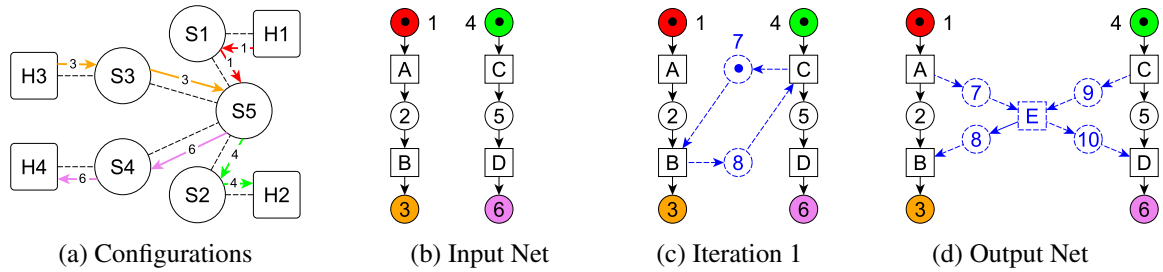 S1
H1
1
1
H3
3
S3
3
S5
H4
6
S4
6
4
S2
4
H2
(a) Configurations
1
4
A
C
2
5
B
D
3
6
(b) Input Net
1
4
7
A
C
2
5
B
8
D
3
6
(c) Iteration 1
1
4
A
C
7
9
2
E
5
8
10
B
D
3
6
(d) Output Net